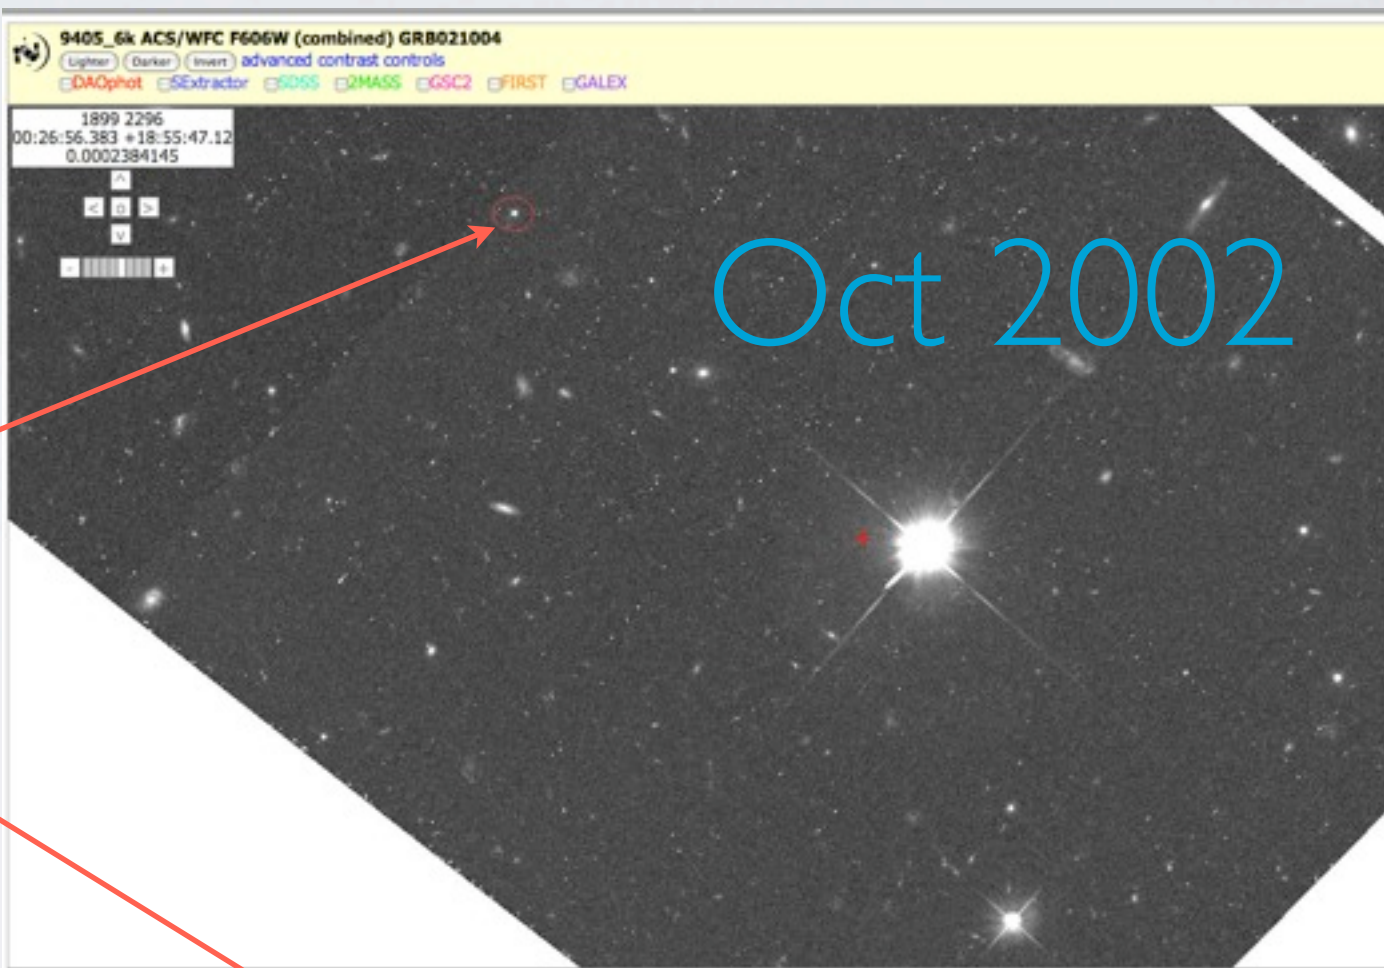 9405_6k ACS/WFC F606W (combined) GRB021004
Lighter Darker Invert advanced contrast controls
DAOphot SExtractor SDSS 2MASS GSC2 FIRST GALEX
1899 2296
00:26:56.383 +18:55:47.12
0.0002384145
^
< o >
v
- +
Oct 2002